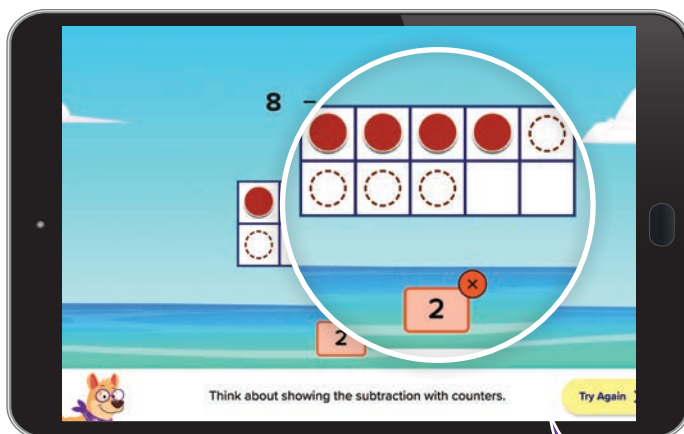 8 –
2
2
Think about showing the subtraction with counters.
Try Again